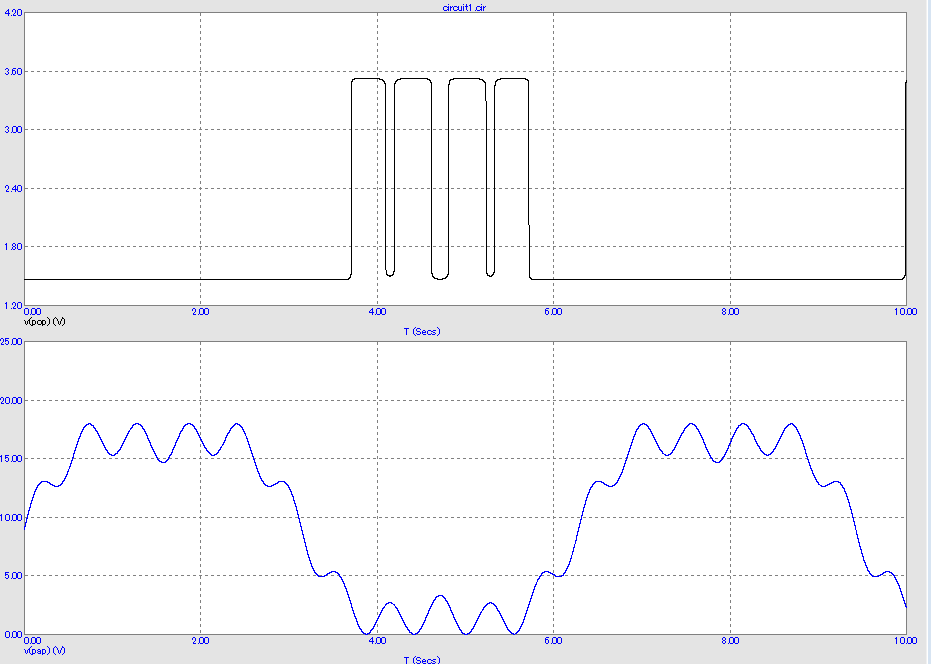 circuit1.cir
4.20
3.60
3.00
2.40
1.80
1.20
0.00 2.00 4.00 6.00 8.00 10.00
v(pop) (V)
T (Secs)
25.00
20.00
15.00
10.00
5.00
0.00
0.00 2.00 4.00 6.00 8.00 10.00
v(pap) (V)
T (Secs)